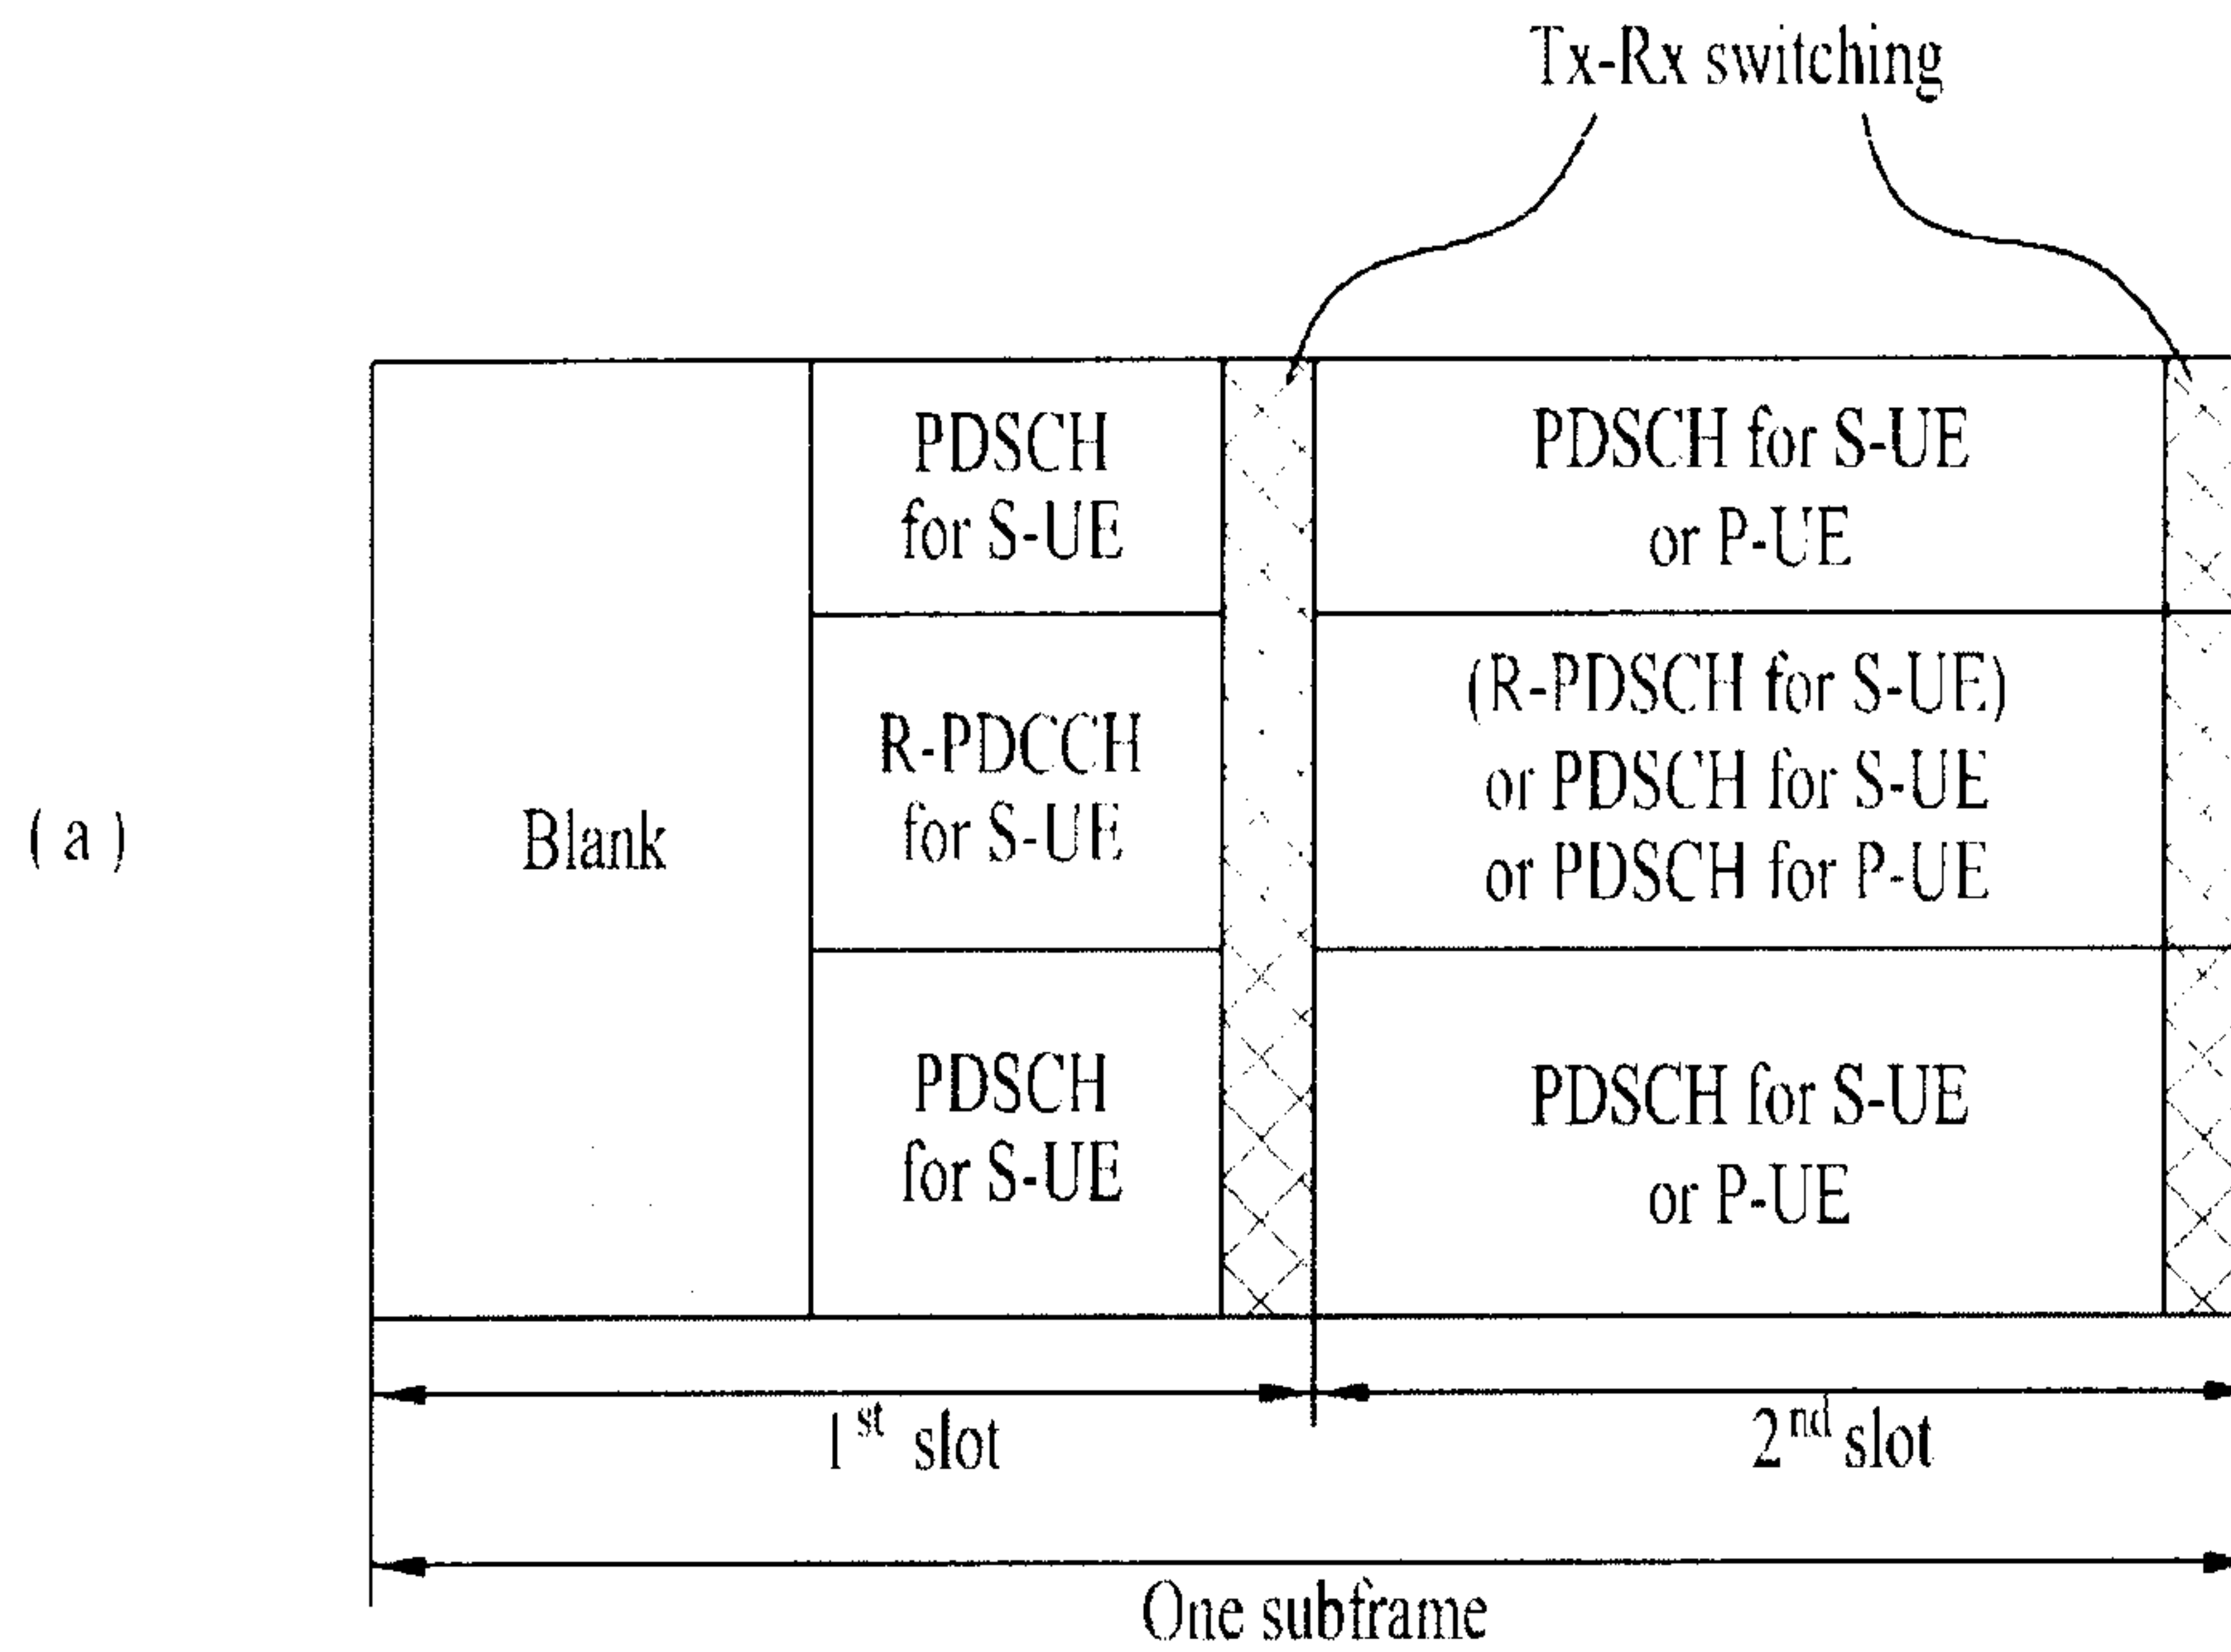 Tx-Rx switching
PDSCH
for S-UE
PDSCH for S-UE
or P-UE
(a)
Blank
R-PDCCH
for S-UE
(R-PDSCH for S-UE)
or PDSCH for S-UE
or PDSCH for P-UE
PDSCH
for S-UE
PDSCH for S-UE
or P-UE
1st slot
2nd slot
One subframe